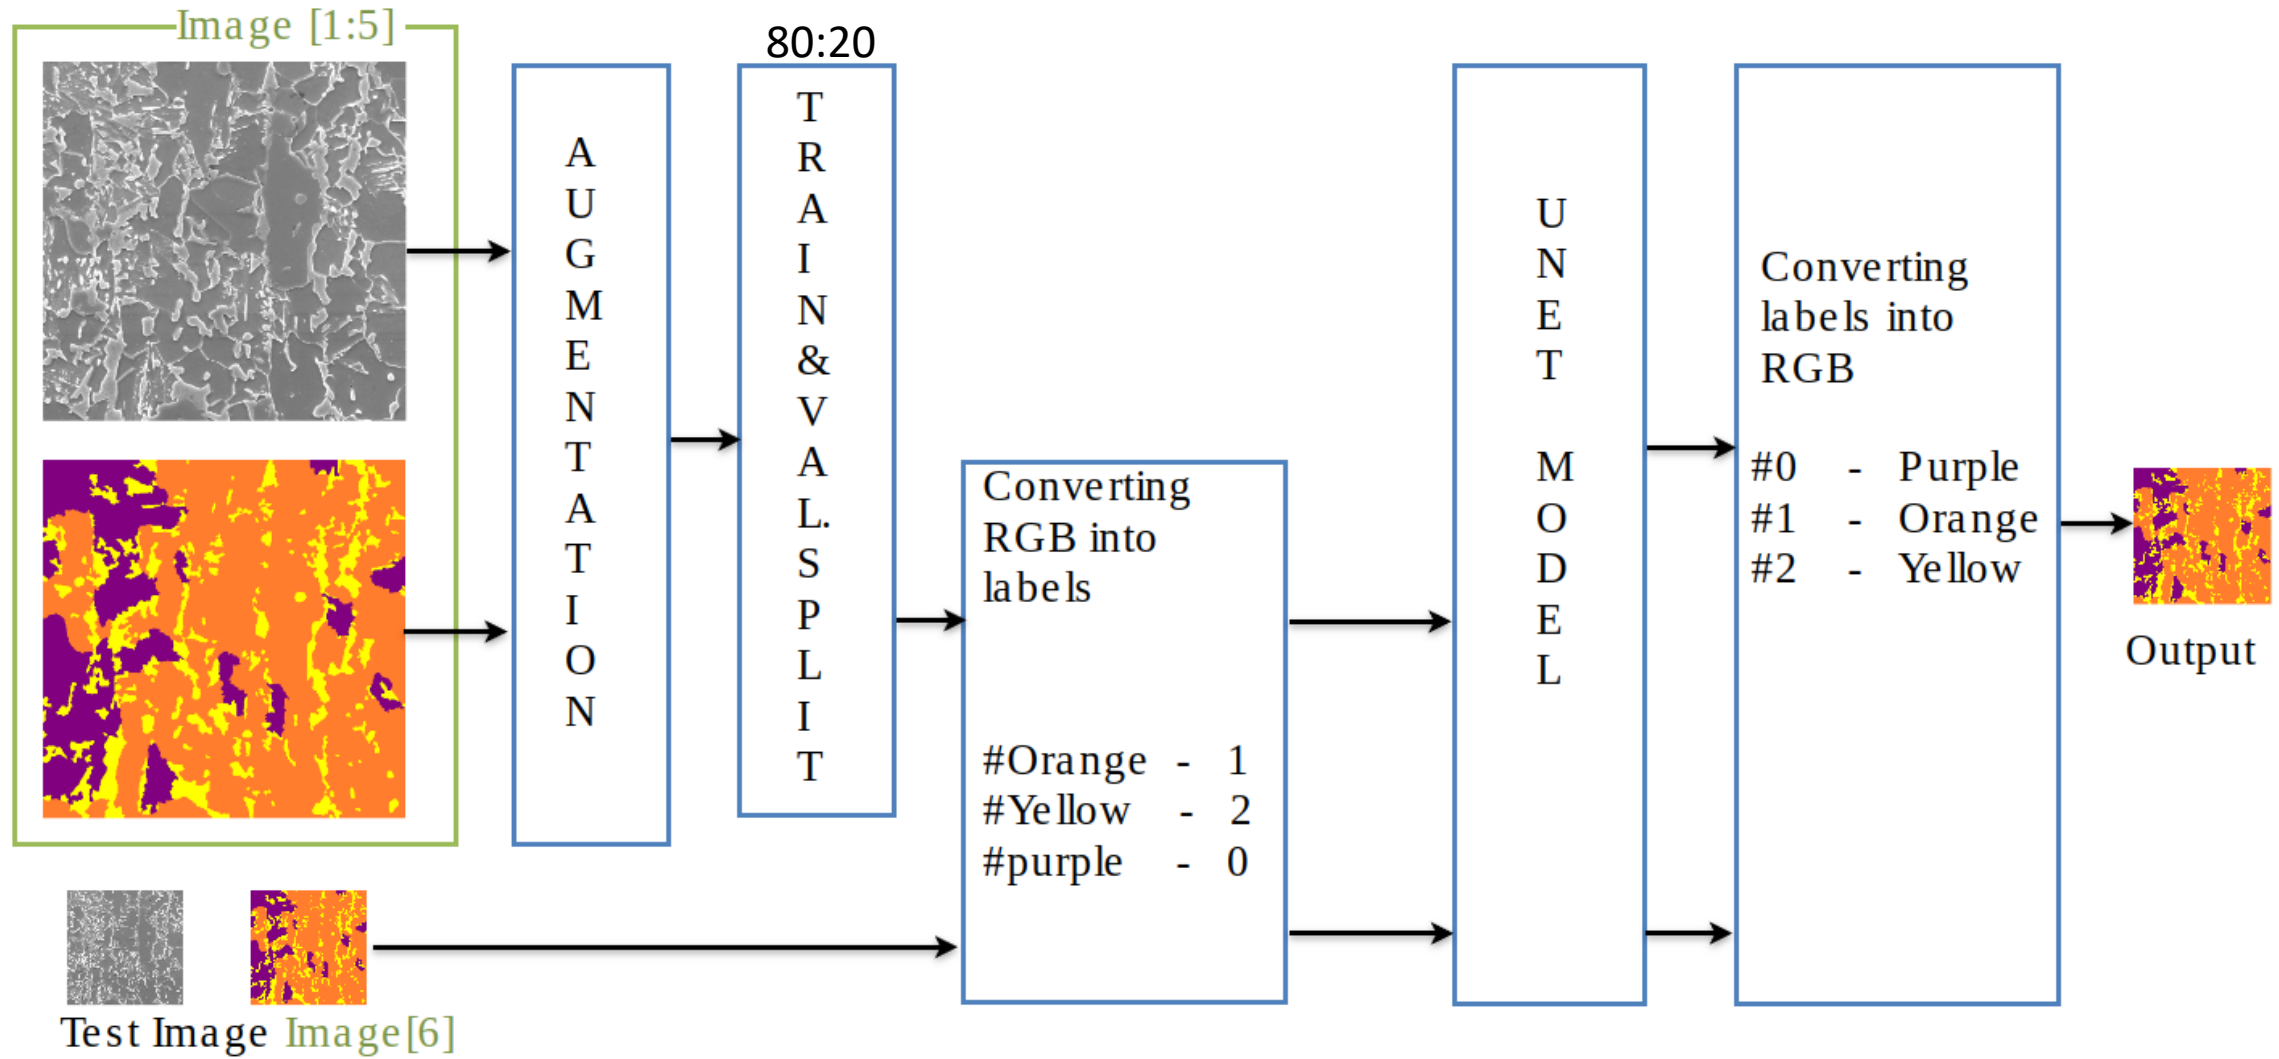 Image [1:5]
80:20
AUGMENTATION
TRAIN&VAL.SPLIT
Converting
RGB into
labels
#Orange - 1
#Yellow - 2
#purple - 0
UNET MODEL
Converting
labels into
RGB
#0 - Purple
#1 - Orange
#2 - Yellow
Output
Test Image Image[6]